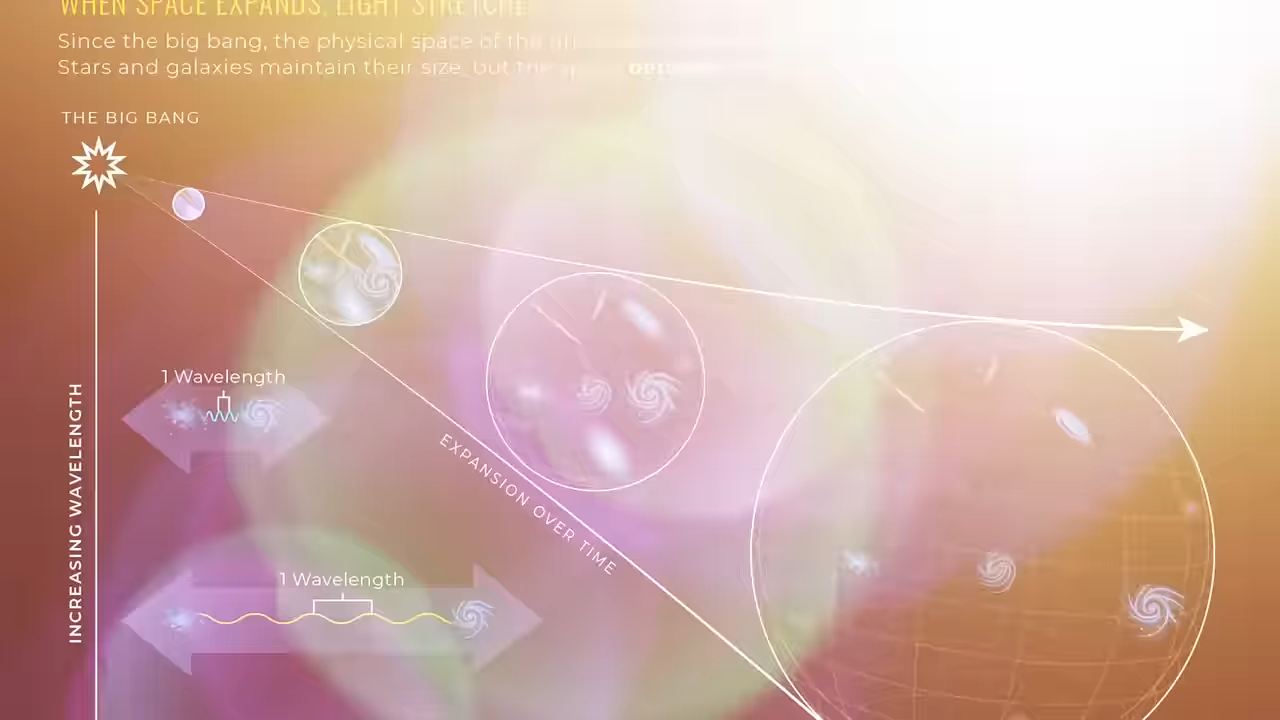 WHEN SPACE EXPANDS, LIGHT STRETCHE
Since the big bang, the physical space of the
Stars and galaxies maintain their size, but the
THE BIG BANG
1 Wavelength
EXPANSION OVER TIME
INCREASING WAVELENGTH
1 Wavelength